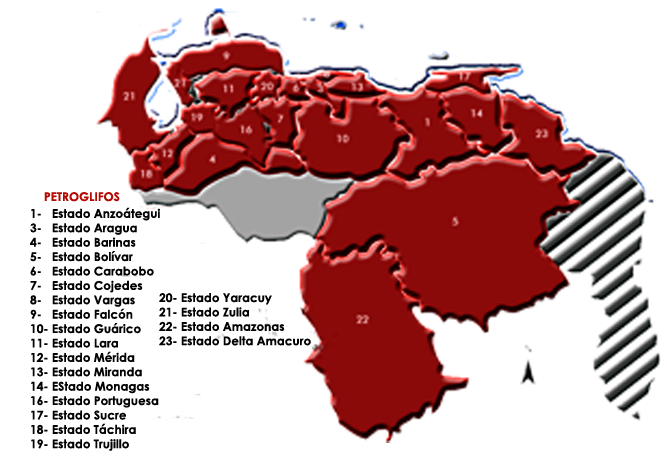 9
17
21
21
11
20
6
3
13
19
16
7
1
14
10
23
12
4
18
5
22
PETROGLIFOS
1- Estado Anzoátegui
3- Estado Aragua
4- Estado Barinas
5- Estado Bolívar
6- Estado Carabobo
7- Estado Cojedes
8- Estado Vargas
9- Estado Falcón
10- Estado Guárico
11- Estado Lara
12- Estado Mérida
13- Estado Miranda
14- EStado Monagas
16- Estado Portuguesa
17- Estado Sucre
18- Estado Táchira
19- Estado Trujillo
20- Estado Yaracuy
21- Estado Zulia
22- Estado Amazonas
23- Estado Delta Amacuro